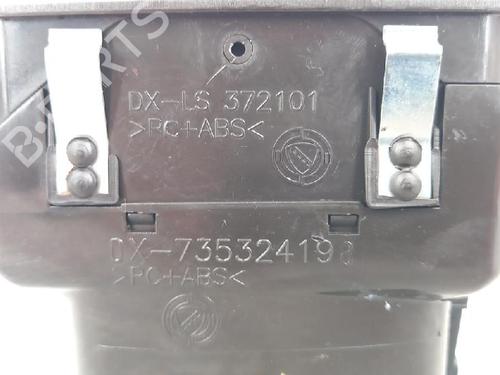 B-PARTS
DX-LS 372101
>PC+ABS<
DX-735324198
>PC+ABS<